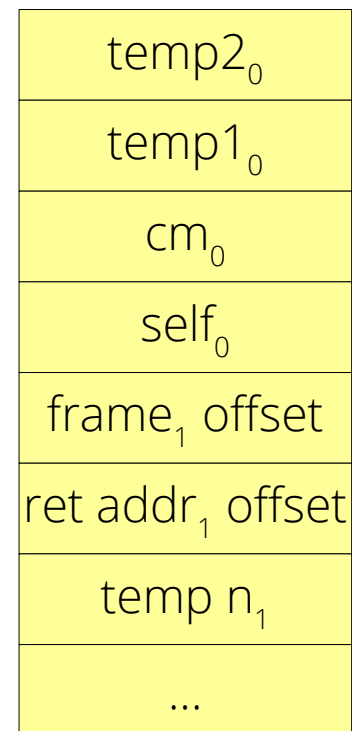 temp2₀
temp1₀
cm₀
self₀
frame₁ offset
ret addr₁ offset
temp n₁
...